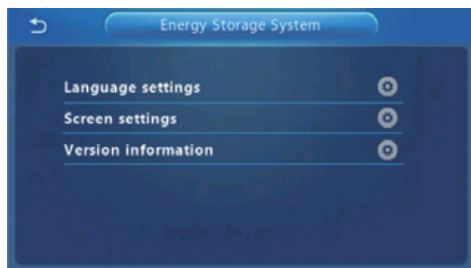 Energy Storage System
Language settings
Screen settings
Version information